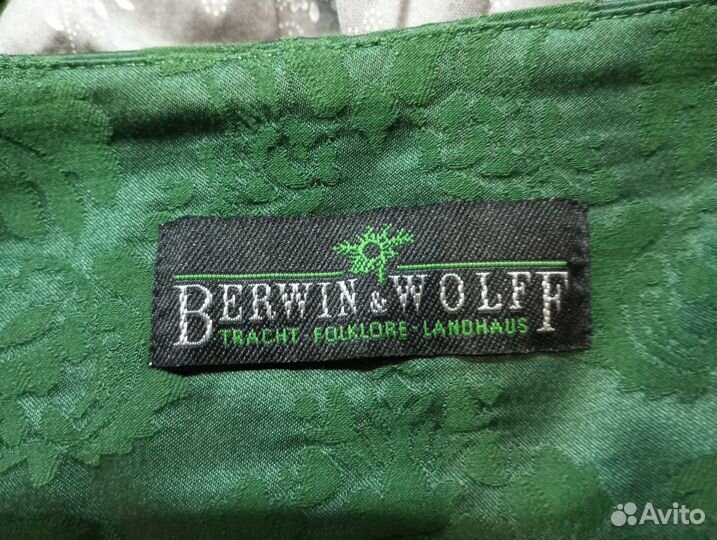 BERWIN & WOLFF
TRACHT · FOLKLORE · LANDHAUS
Avito